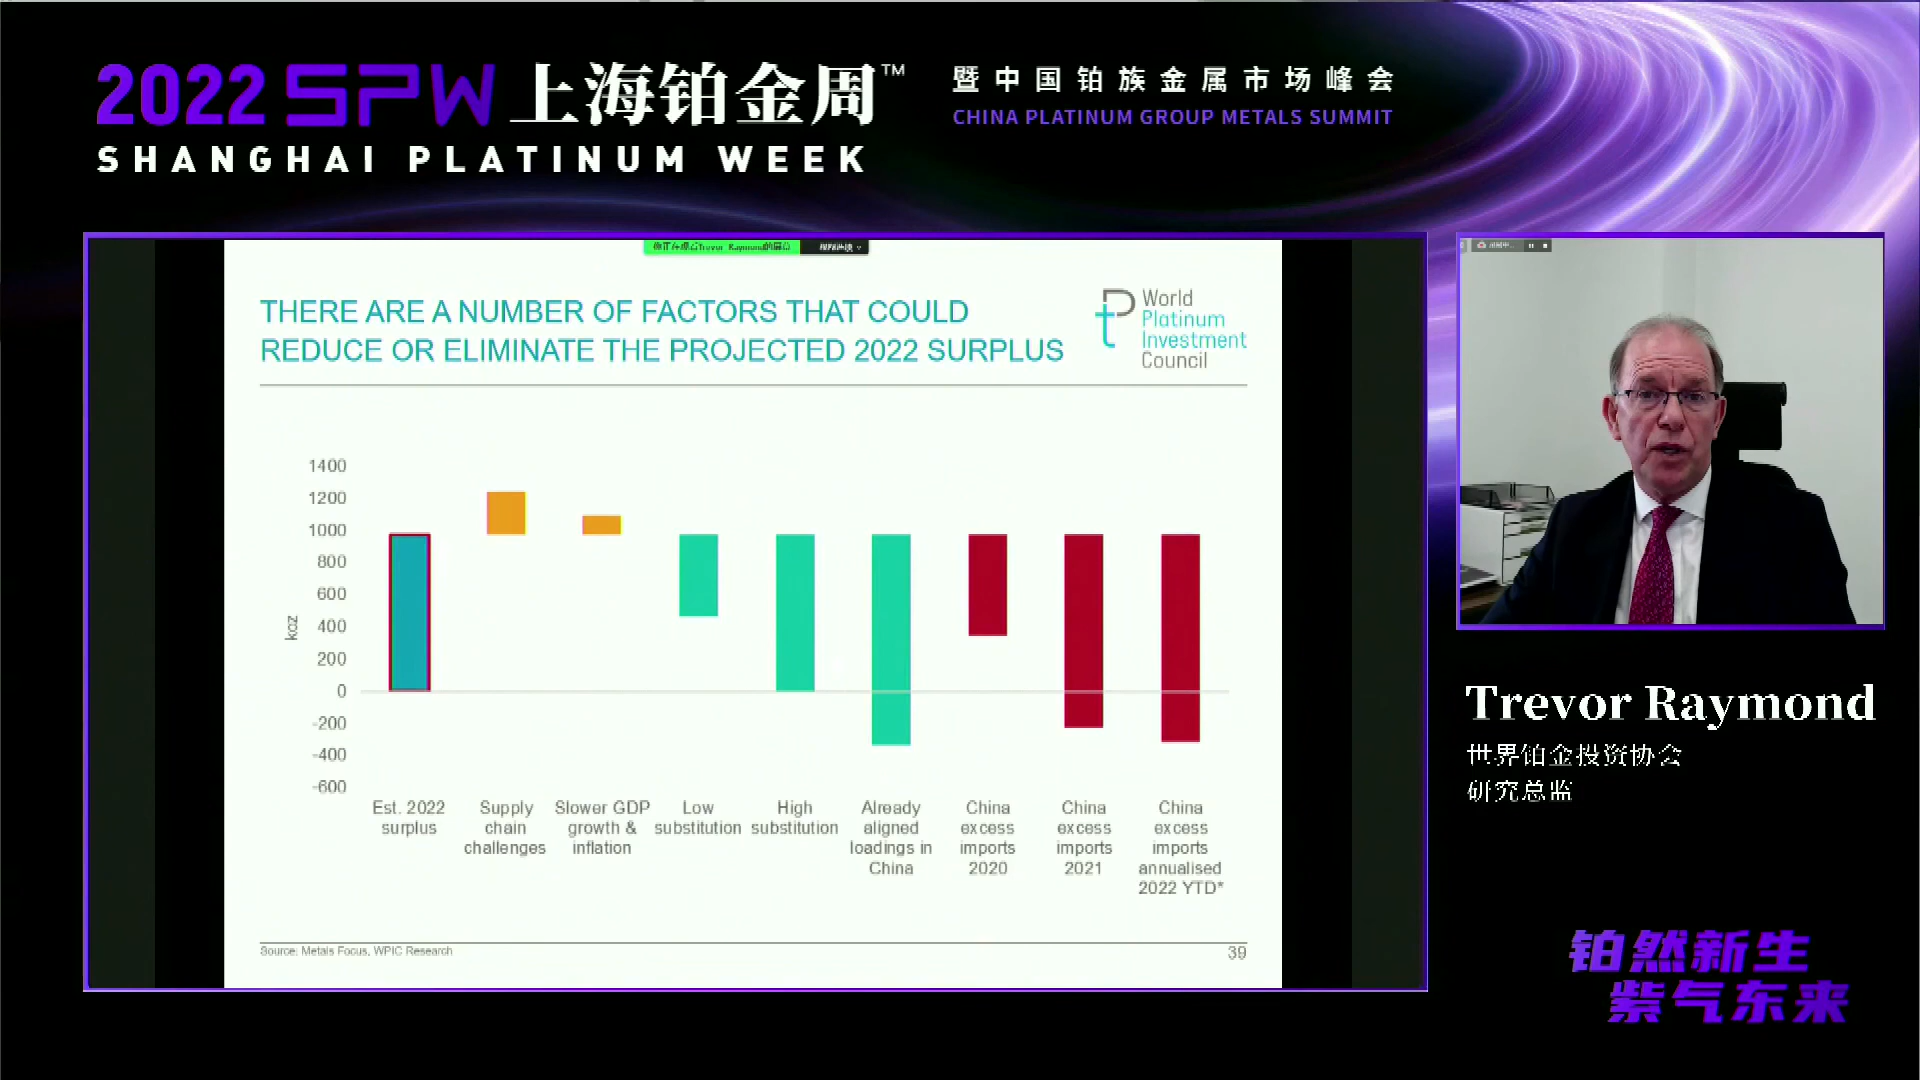 2022 SPW 上海铂金周™
SHANGHAI PLATINUM WEEK
暨中国铂族金属市场峰会
CHINA PLATINUM GROUP METALS SUMMIT
THERE ARE A NUMBER OF FACTORS THAT COULD
REDUCE OR ELIMINATE THE PROJECTED 2022 SURPLUS
World
Platinum
Investment
Council
koz
1400
1200
1000
800
600
400
200
0
-200
-400
-600
Est. 2022
surplus
Supply
chain
challenges
Slower GDP
growth &
inflation
Low
substitution
High
substitution
Already
aligned
loadings in
China
China
excess
imports
2020
China
excess
imports
2021
China
excess
imports
annualised
2022 YTD*
Source: Metals Focus, WPIC Research
39
Trevor Raymond
世界铂金投资协会
研究总监
铂然新生
紫气东来